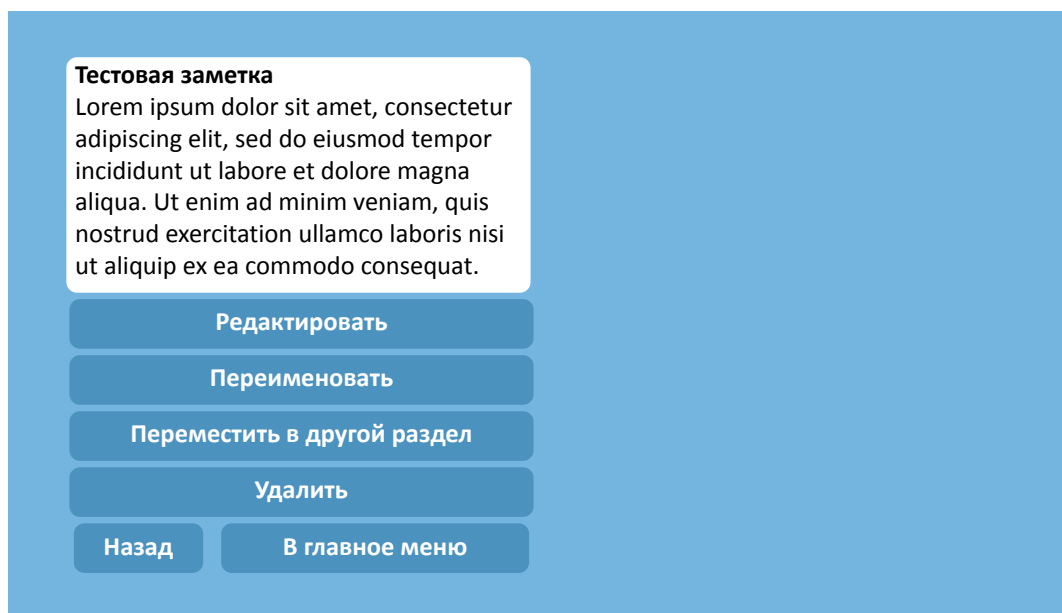 Тестовая заметка
Lorem ipsum dolor sit amet, consectetur
adipiscing elit, sed do eiusmod tempor
incididunt ut labore et dolore magna
aliqua. Ut enim ad minim veniam, quis
nostrud exercitation ullamco laboris nisi
ut aliquip ex ea commodo consequat.
Редактировать
Переименовать
Переместить в другой раздел
Удалить
Назад
В главное меню